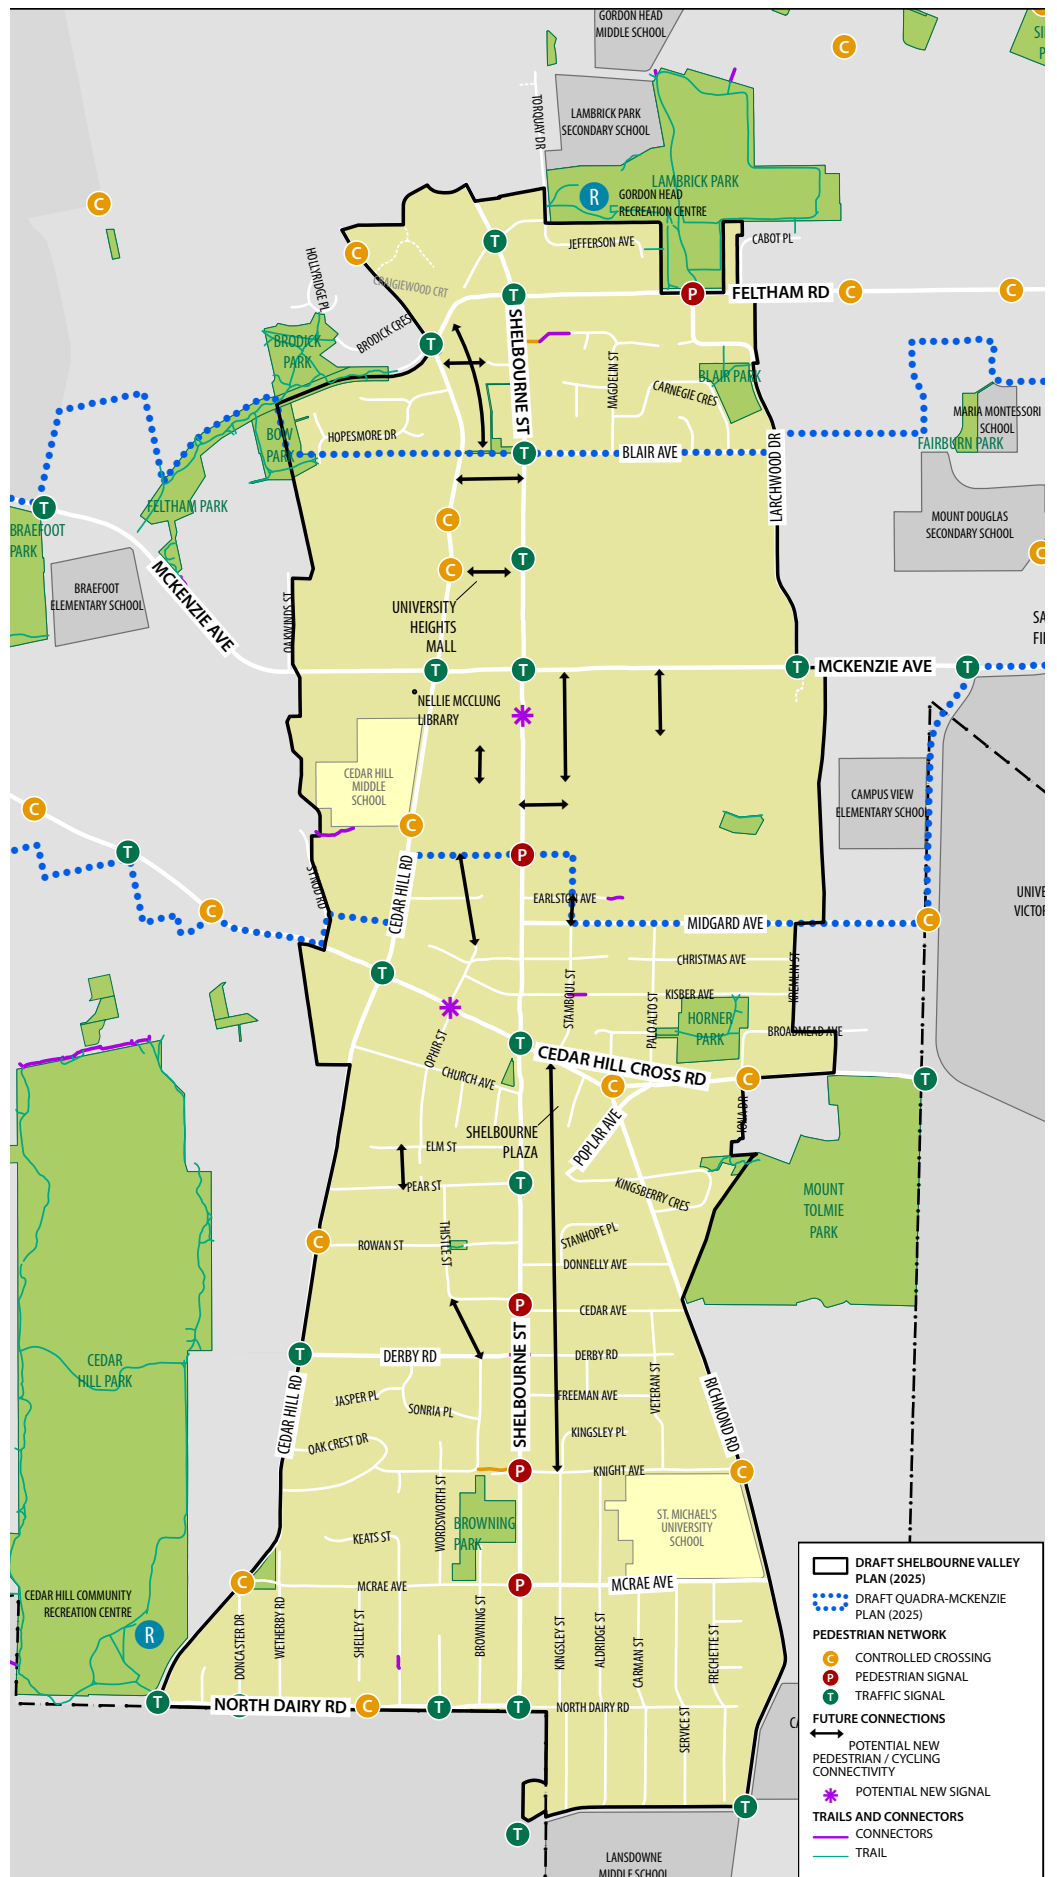 GORDON HEAD
MIDDLE SCHOOL
TORQUAY DR
LAMBRICK PARK
SECONDARY SCHOOL
LAMBRICK PARK
R
GORDON HEAD
RECREATION CENTRE
C
C
C
T
JEFFERSON AVE
CABOT PL
HOLLYRIDGE PL
CRAIGIEWOOD CRT
T
P
FELTHAM RD
C
C
BRODICK CRES
T
SHELBOURNE ST
BRODICK
PARK
MAGDELIN ST
CARNEGIE CRES
BLAIR PARK
MARIA MONTESSORI
SCHOOL
FAIRBURN PARK
HOPESMORE DR
BOW
PARK
T
BLAIR AVE
LARCHWOOD DR
FELTHAM PARK
T
BRAEFOOT
PARK
C
MOUNT DOUGLAS
SECONDARY SCHOOL
C
T
C
BRAEFOOT
ELEMENTARY SCHOOL
MCKENZIE AVE
OAKWINDS ST
UNIVERSITY
HEIGHTS
MALL
T
T
T
MCKENZIE AVE
T
NELLIE MCCLUNG
LIBRARY
CEDAR HILL
MIDDLE
SCHOOL
CAMPUS VIEW
ELEMENTARY SCHOOL
C
C
T
P
SYNOD RD
CEDAR HILL RD
EARLSTON AVE
C
MIDGARD AVE
C
CHRISTMAS AVE
KREMLIN ST
T
STAMBOUL ST
KISBER AVE
PALO ALTO ST
HORNER
PARK
BROADMEAD AVE
OPHIR ST
T
CEDAR HILL CROSS RD
CHURCH AVE
C
C
T
IONA DR
SHELBOURNE
PLAZA
POPLAR AVE
ELM ST
PEAR ST
T
KINGSBERRY CRES
MOUNT
TOLMIE
PARK
THISTLE ST
C
ROWAN ST
STANHOPE PL
DONNELLY AVE
P
CEDAR AVE
T
DERBY RD
DERBY RD
SHELBOURNE ST
CEDAR
HILL PARK
CEDAR HILL RD
JASPER PL
SONRIA PL
FREEMAN AVE
VETERAN ST
RICHMOND RD
OAK CREST DR
KINGSLEY PL
P
KNIGHT AVE
C
WORDSWORTH ST
BROWNING
PARK
ST. MICHAEL'S
UNIVERSITY
SCHOOL
KEATS ST
C
MCRAE AVE
P
MCRAE AVE
CEDAR HILL COMMUNITY
RECREATION CENTRE
R
DONCASTER DR
WETHERBY RD
SHELLEY ST
BROWNING ST
KINGSLEY ST
ALDRIDGE ST
CARMAN ST
FRECHETTE ST
SERVICE ST
T
NORTH DAIRY RD
C
T
T
NORTH DAIRY RD
T
T
LANSDOWNE
MIDDLE SCHOOL
DRAFT SHELBOURNE VALLEY
PLAN (2025)
DRAFT QUADRA-MCKENZIE
PLAN (2025)
PEDESTRIAN NETWORK
C CONTROLLED CROSSING
P PEDESTRIAN SIGNAL
T TRAFFIC SIGNAL
FUTURE CONNECTIONS
POTENTIAL NEW
PEDESTRIAN / CYCLING
CONNECTIVITY
POTENTIAL NEW SIGNAL
TRAILS AND CONNECTORS
CONNECTORS
TRAIL